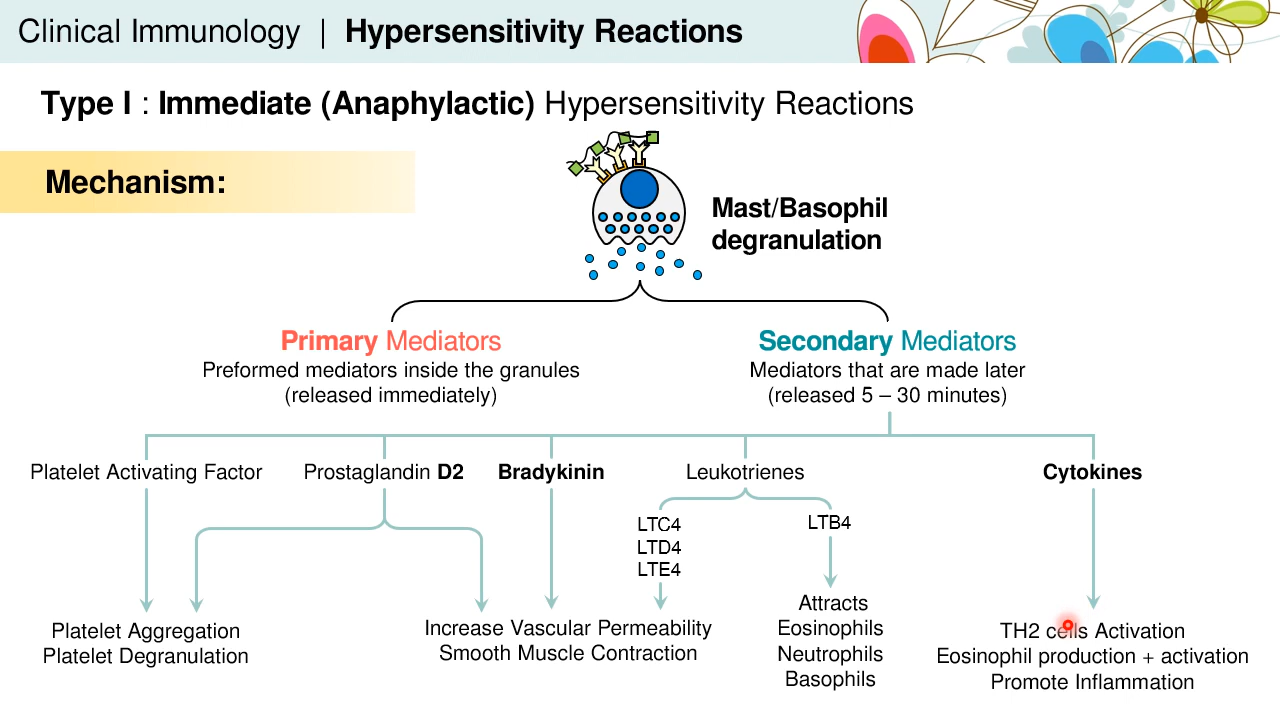 Clinical Immunology | Hypersensitivity Reactions
Type I : Immediate (Anaphylactic) Hypersensitivity Reactions
Mechanism:
Mast/Basophil
degranulation
Primary Mediators
Preformed mediators inside the granules
(released immediately)
Secondary Mediators
Mediators that are made later
(released 5 – 30 minutes)
Platelet Activating Factor
Prostaglandin D2
Bradykinin
Leukotrienes
Cytokines
LTC4
LTD4
LTE4
LTB4
Platelet Aggregation
Platelet Degranulation
Increase Vascular Permeability
Smooth Muscle Contraction
Attracts
Eosinophils
Neutrophils
Basophils
TH2 cells Activation
Eosinophil production + activation
Promote Inflammation